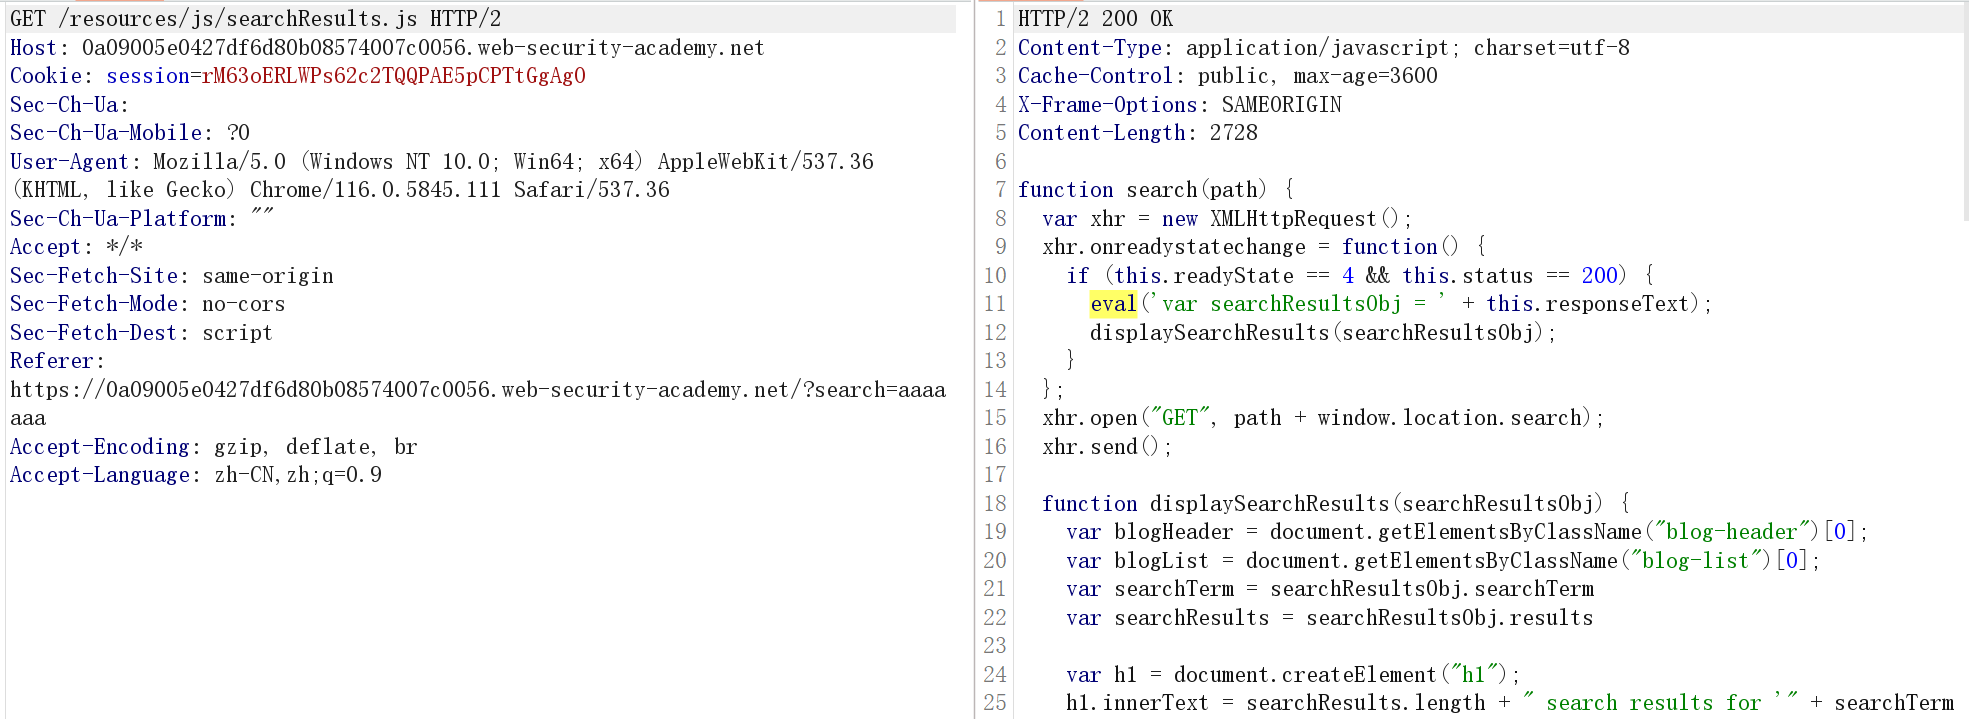 GET /resources/js/searchResults.js HTTP/2
Host: 0a09005e0427df6d80b08574007c0056.web-security-academy.net
Cookie: session=rM63oERLWPs62c2TQQPAE5pCPTtGgAgO
Sec-Ch-Ua:
Sec-Ch-Ua-Mobile: ?0
User-Agent: Mozilla/5.0 (Windows NT 10.0; Win64; x64) AppleWebKit/537.36
(KHTML, like Gecko) Chrome/116.0.5845.111 Safari/537.36
Sec-Ch-Ua-Platform: ""
Accept: */*
Sec-Fetch-Site: same-origin
Sec-Fetch-Mode: no-cors
Sec-Fetch-Dest: script
Referer:
https://0a09005e0427df6d80b08574007c0056.web-security-academy.net/?search=aaaa
aaa
Accept-Encoding: gzip, deflate, br
Accept-Language: zh-CN,zh;q=0.9
1 HTTP/2 200 OK
2 Content-Type: application/javascript; charset=utf-8
3 Cache-Control: public, max-age=3600
4 X-Frame-Options: SAMEORIGIN
5 Content-Length: 2728
6
7 function search(path) {
8 var xhr = new XMLHttpRequest();
9 xhr.onreadystatechange = function() {
10 if (this.readyState == 4 && this.status == 200) {
11 eval('var searchResultsObj = ' + this.responseText);
12 displaySearchResults(searchResultsObj);
13 }
14 };
15 xhr.open("GET", path + window.location.search);
16 xhr.send();
17
18 function displaySearchResults(searchResultsObj) {
19 var blogHeader = document.getElementsByClassName("blog-header")[0];
20 var blogList = document.getElementsByClassName("blog-list")[0];
21 var searchTerm = searchResultsObj.searchTerm
22 var searchResults = searchResultsObj.results
23
24 var h1 = document.createElement("h1");
25 h1.innerText = searchResults.length + " search results for '" + searchTerm